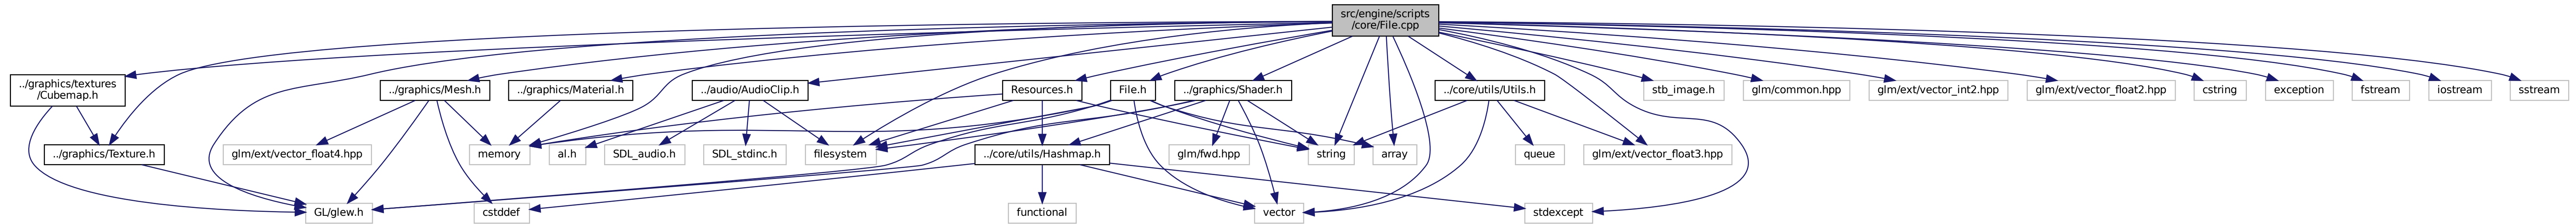 src/engine/scripts
/core/File.cpp
../graphics/textures
/Cubemap.h
../graphics/Mesh.h
../graphics/Material.h
../audio/AudioClip.h
Resources.h
File.h
../graphics/Shader.h
../core/utils/Utils.h
stb_image.h
glm/common.hpp
glm/ext/vector_int2.hpp
glm/ext/vector_float2.hpp
cstring
exception
fstream
iostream
sstream
../graphics/Texture.h
glm/ext/vector_float4.hpp
memory
al.h
SDL_audio.h
SDL_stdinc.h
filesystem
../core/utils/Hashmap.h
glm/fwd.hpp
string
array
queue
glm/ext/vector_float3.hpp
GL/glew.h
cstddef
functional
vector
stdexcept